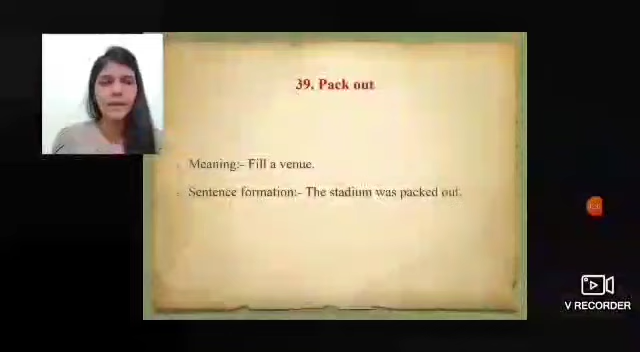 39. Pack out
Meaning:- Fill a venue.
Sentence formation:- The stadium was packed out.
V RECORDER